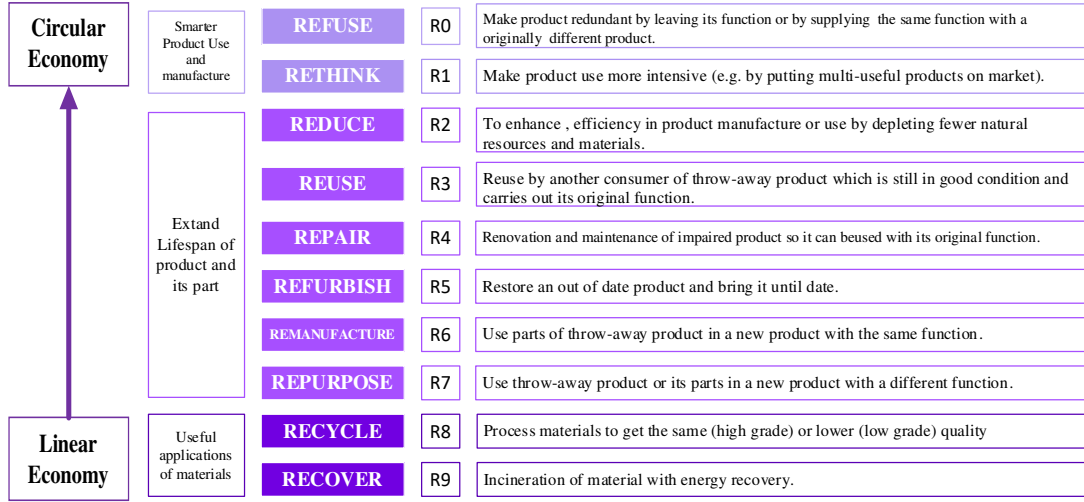 Circular
Economy
Smarter
Product Use
and
manufacture
REFUSE
R0
Make product redundant by leaving its function or by supplying the same function with a
originally different product.
RETHINK
R1
Make product use more intensive (e.g. by putting multi-useful products on market).
Extand
Lifespan of
product and
its part
REDUCE
R2
To enhance , efficiency in product manufacture or use by depleting fewer natural
resources and materials.
REUSE
R3
Reuse by another consumer of throw-away product which is still in good condition and
carries out its original function.
REPAIR
R4
Renovation and maintenance of impaired product so it can beused with its original function.
REFURBISH
R5
Restore an out of date product and bring it until date.
REMANUFACTURE
R6
Use parts of throw-away product in a new product with the same function.
REPURPOSE
R7
Use throw-away product or its parts in a new product with a different function.
Linear
Economy
Useful
applications
of materials
RECYCLE
R8
Process materials to get the same (high grade) or lower (low grade) quality
RECOVER
R9
Incineration of material with energy recovery.